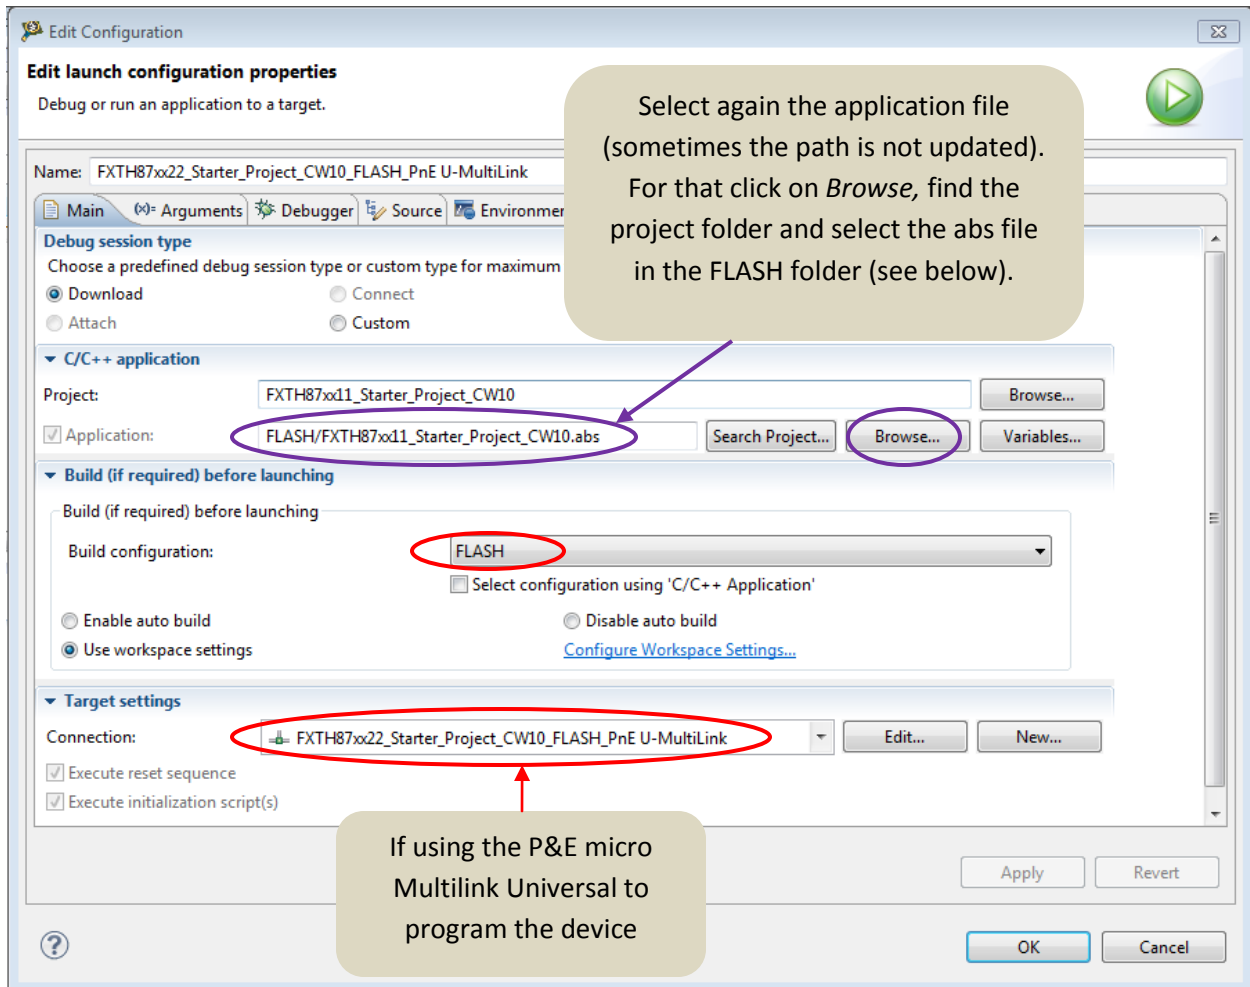 Edit Configuration
Edit launch configuration properties
Debug or run an application to a target.
Select again the application file
(sometimes the path is not updated).
For that click on Browse, find the
project folder and select the abs file
in the FLASH folder (see below).
Name: FXTH87xx22_Starter_Project_CW10_FLASH_PnE U-MultiLink
Main (x)= Arguments Debugger Source Environmen
Debug session type
Choose a predefined debug session type or custom type for maximum
Download Connect
Attach Custom
C/C++ application
Project: FXTH87xx11_Starter_Project_CW10 Browse...
Application: FLASH/FXTH87xx11_Starter_Project_CW10.abs Search Project... Browse... Variables...
Build (if required) before launching
Build (if required) before launching
Build configuration: FLASH
Select configuration using 'C/C++ Application'
Enable auto build Disable auto build
Use workspace settings Configure Workspace Settings...
Target settings
Connection: FXTH87xx22_Starter_Project_CW10_FLASH_PnE U-MultiLink Edit... New...
Execute reset sequence
Execute initialization script(s)
If using the P&E micro
Multilink Universal to
program the device
Apply Revert
OK Cancel